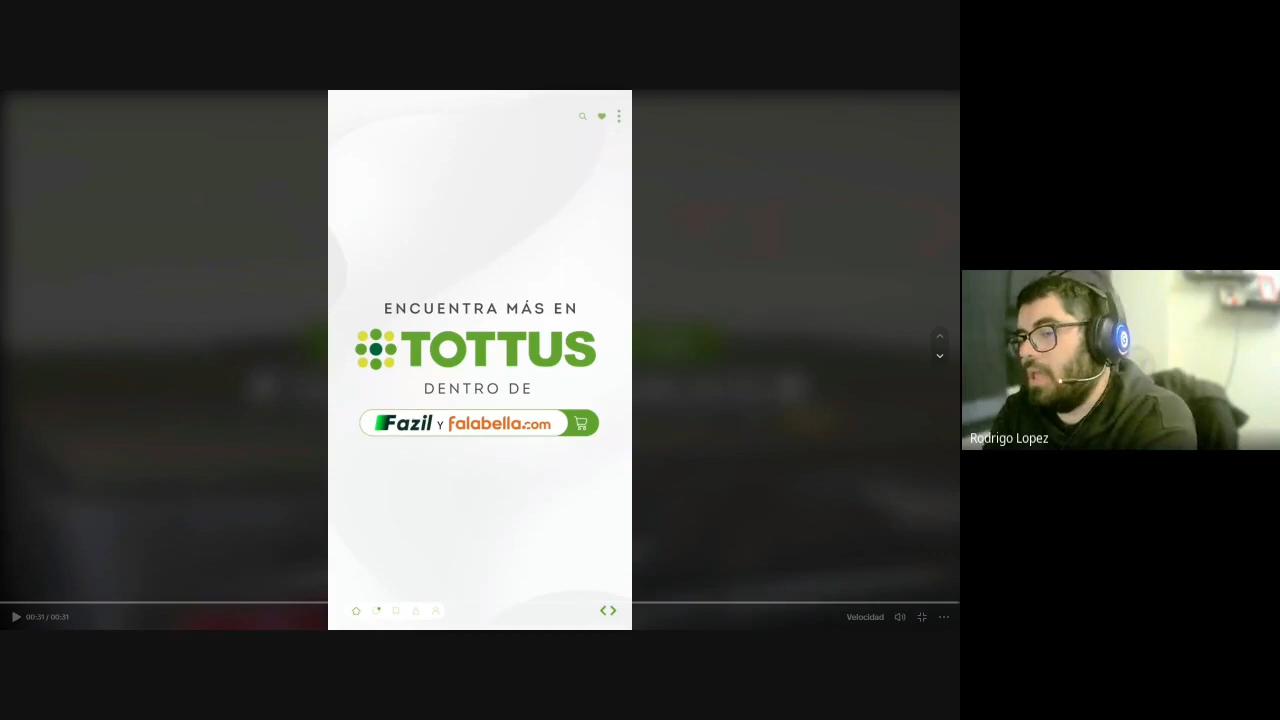 ENCUENTRA MÁS EN
TOTTUS
DENTRO DE
Fazil Y falabella.com
00:31 / 00:31
Velocidad
Rodrigo Lopez